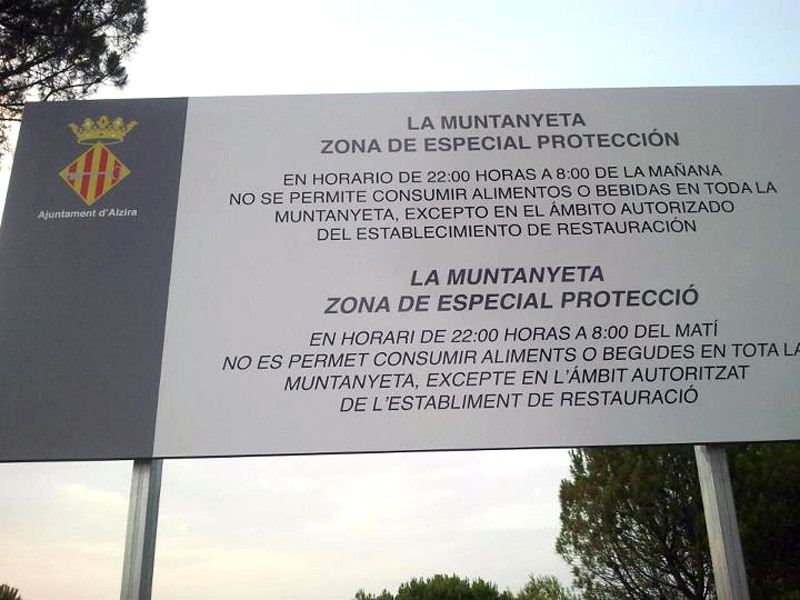 Ajuntament d'Alzira
LA MUNTANYETA
ZONA DE ESPECIAL PROTECCIÓN
EN HORARIO DE 22:00 HORAS A 8:00 DE LA MAÑANA
NO SE PERMITE CONSUMIR ALIMENTOS O BEBIDAS EN TODA LA
MUNTANYETA, EXCEPTO EN EL ÁMBITO AUTORIZADO
DEL ESTABLECIMIENTO DE RESTAURACIÓN
LA MUNTANYETA
ZONA DE ESPECIAL PROTECCIÓ
EN HORARI DE 22:00 HORAS A 8:00 DEL MATÍ
NO ES PERMET CONSUMIR ALIMENTS O BEGUDES EN TOTA LA
MUNTANYETA, EXCEPTE EN L'ÀMBIT AUTORITZAT
DE L'ESTABLIMENT DE RESTAURACIÓ